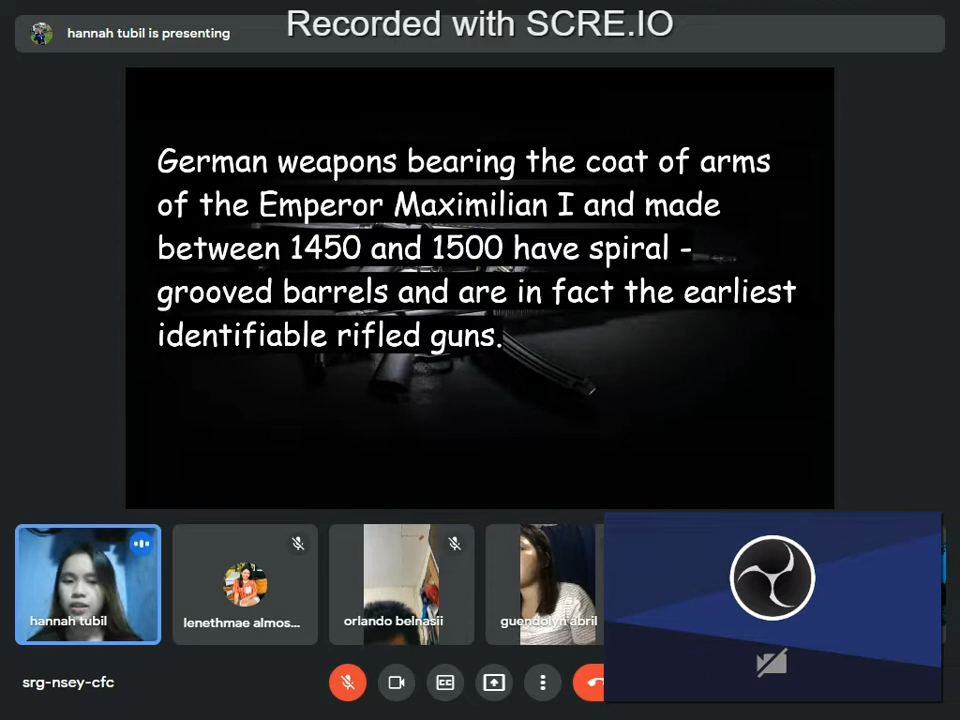 Recorded with SCRE.IO
hannah tubil is presenting
German weapons bearing the coat of arms
of the Emperor Maximilian I and made
between 1450 and 1500 have spiral -
grooved barrels and are in fact the earliest
identifiable rifled guns.
hannah tubil
lenethmae almos...
orlando belnasii
guendolyn abril
srg-nsey-cfc
CC